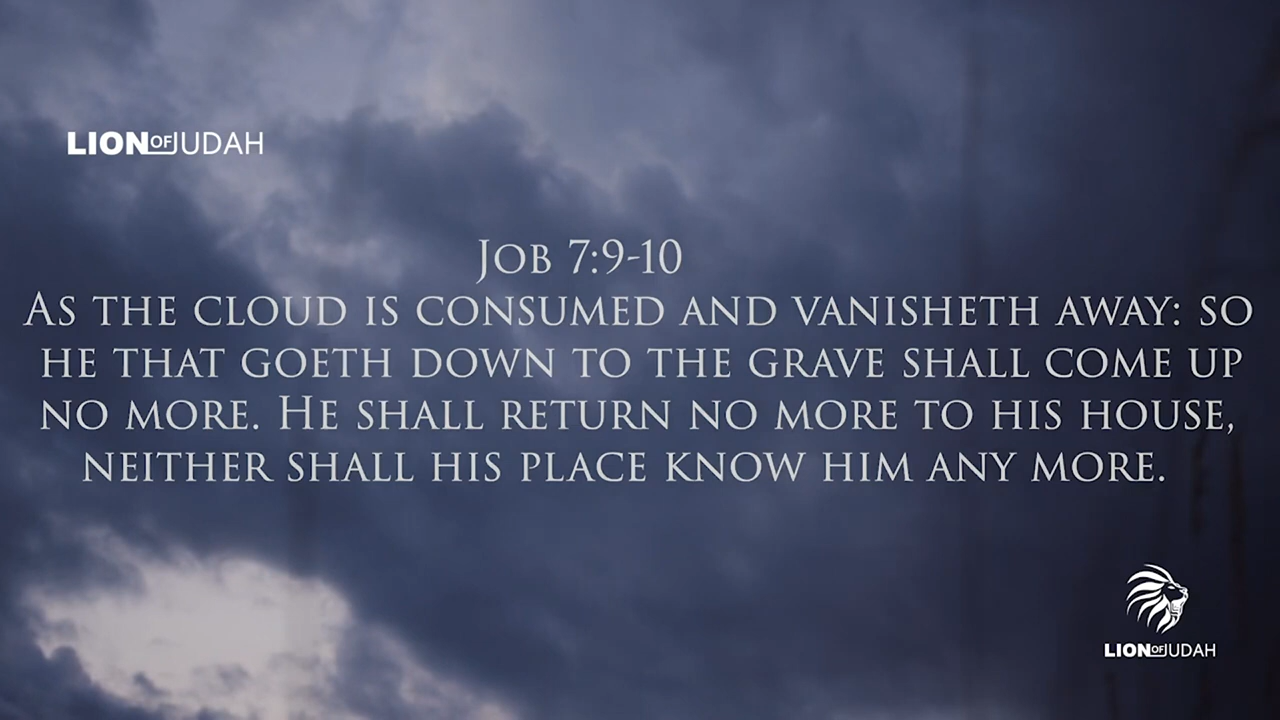 LIONOFJUDAH
Job 7:9-10
As the cloud is consumed and vanisheth away: so
he that goeth down to the grave shall come up
no more. He shall return no more to his house,
neither shall his place know him any more.
LIONOFJUDAH